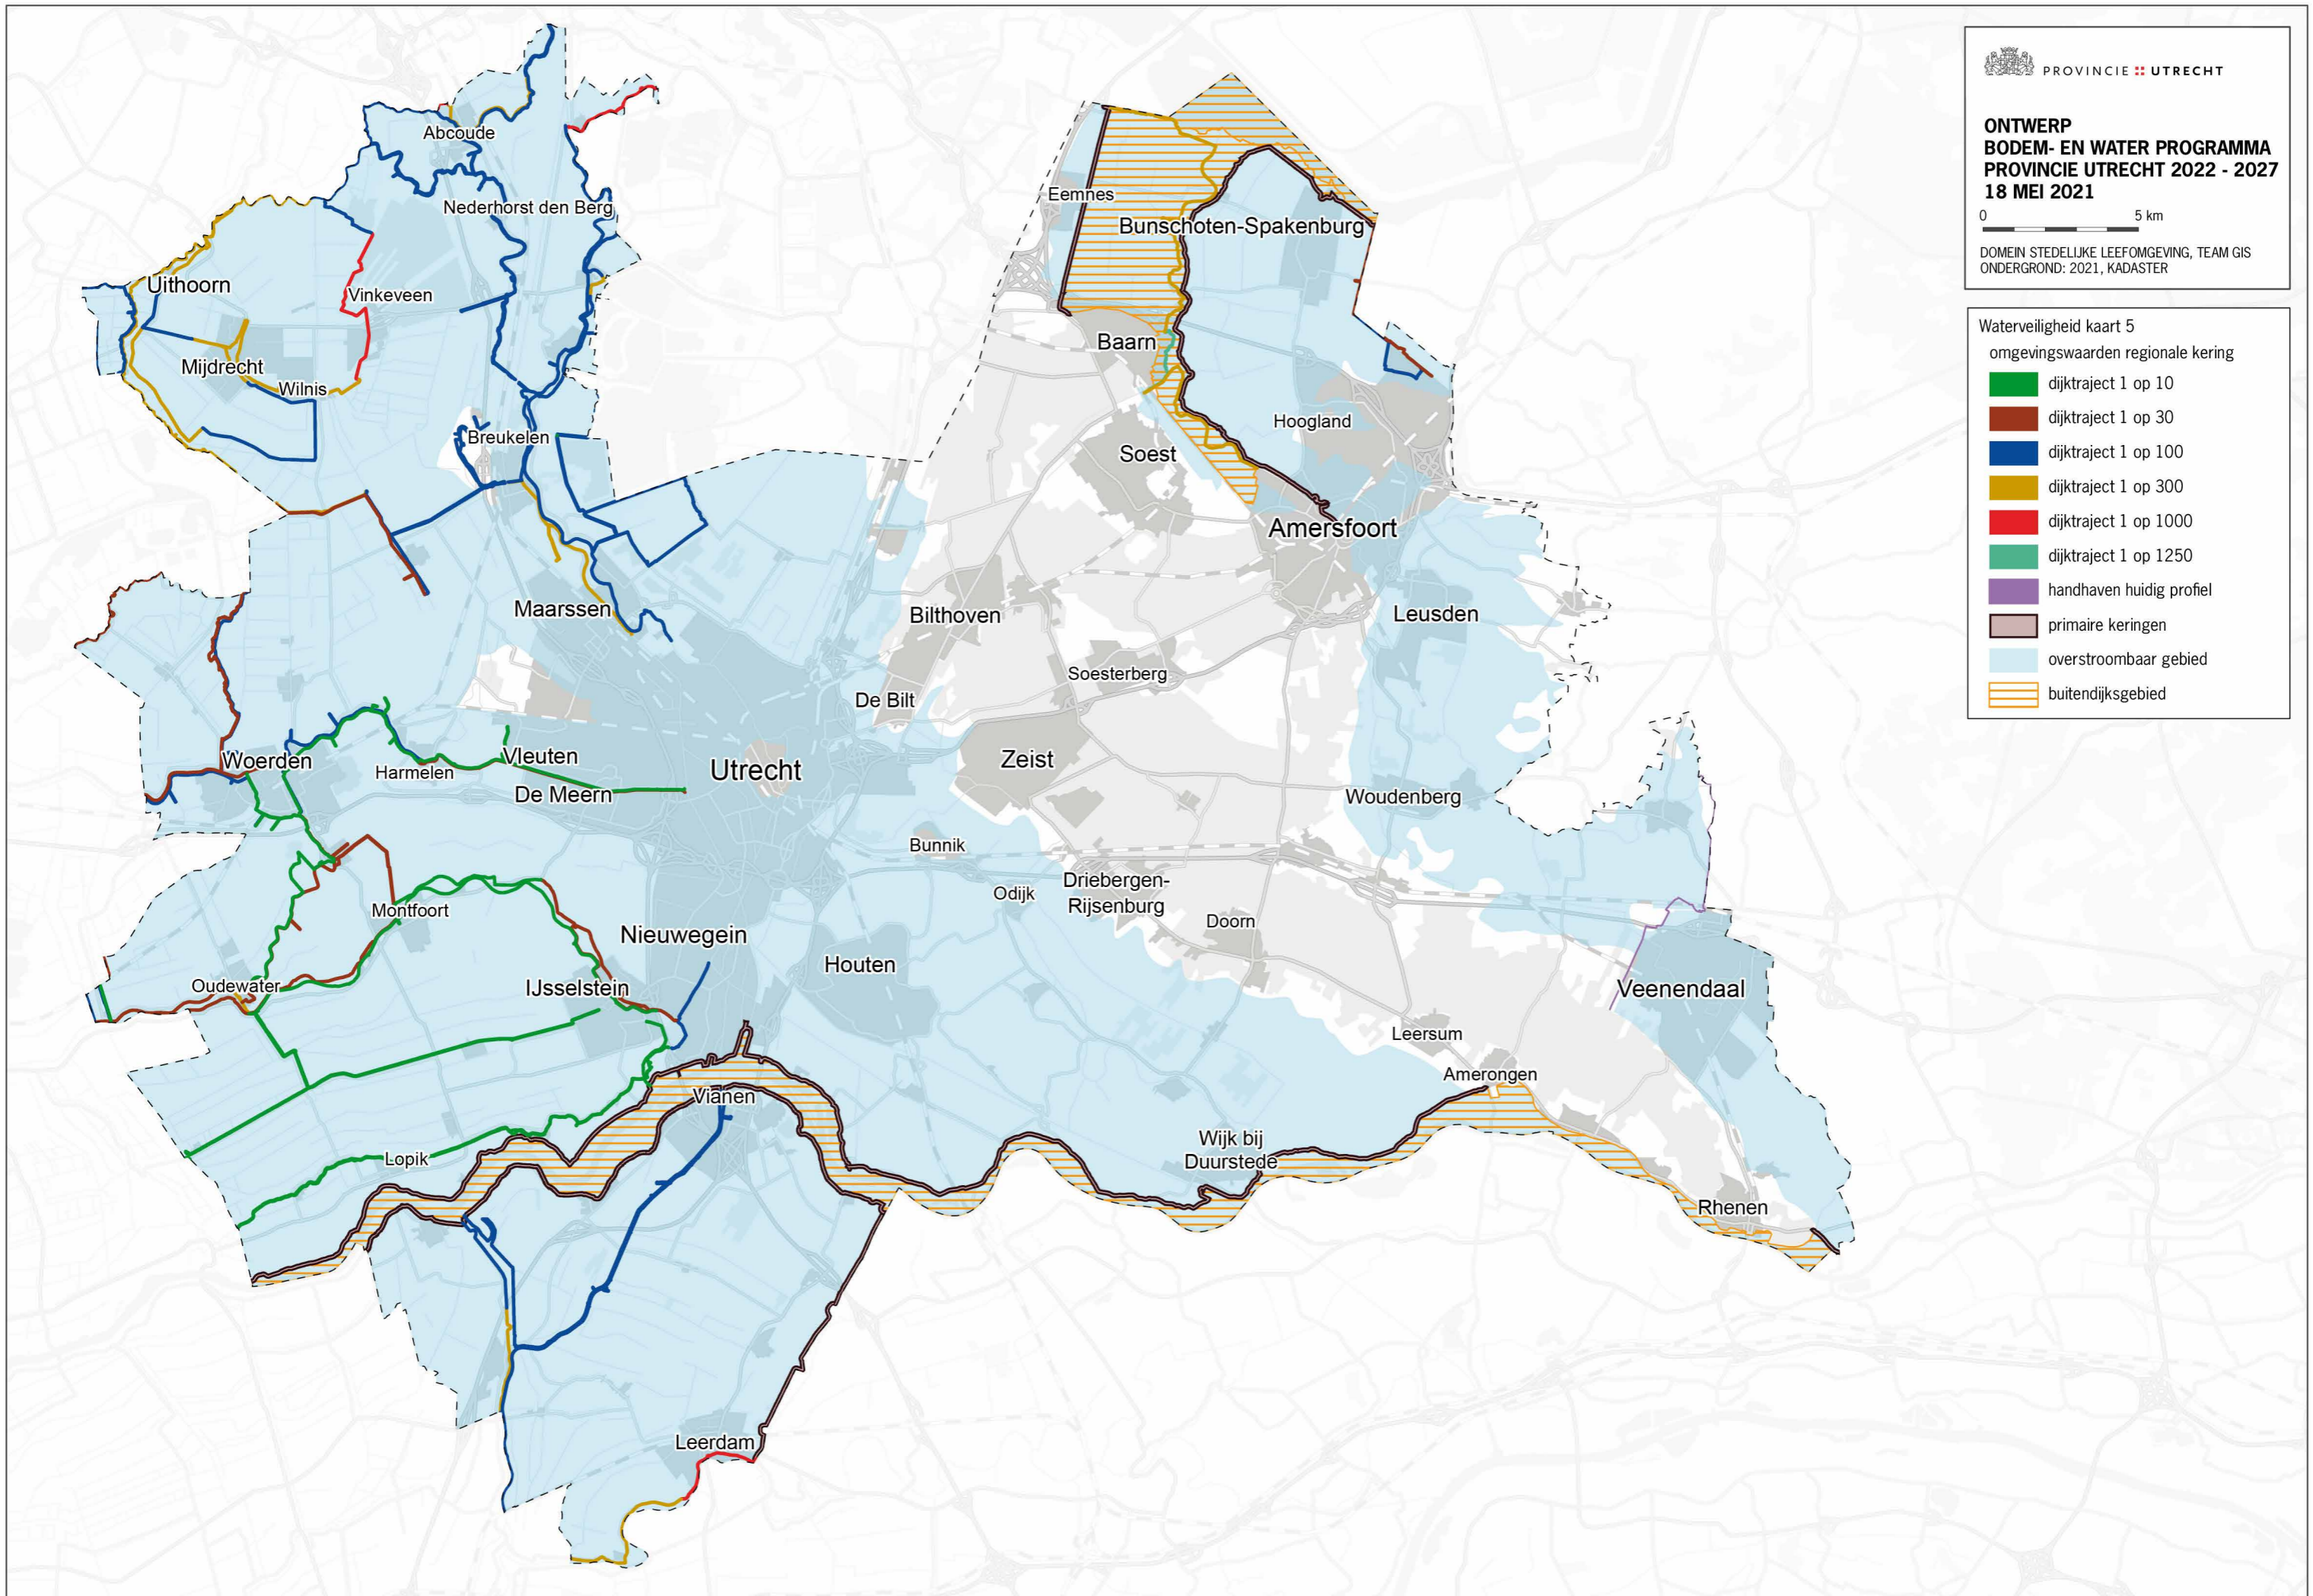 PROVINCIE UTRECHT
ONTWERP
BODEM- EN WATER PROGRAMMA
PROVINCIE UTRECHT 2022 - 2027
18 MEI 2021
0 5 km
DOMEIN STEDELIJKE LEEFOMGEVING, TEAM GIS
ONDERGROND: 2021, KADASTER
Waterveiligheid kaart 5
omgevingswaarden regionale kering
dijktraject 1 op 10
dijktraject 1 op 30
dijktraject 1 op 100
dijktraject 1 op 300
dijktraject 1 op 1000
dijktraject 1 op 1250
handhaven huidig profiel
primaire keringen
overstroombaar gebied
buitendijksgebied
Abcoude
Eemnes
Nederhorst den Berg
Bunschoten-Spakenburg
Uithoorn
Vinkeveen
Baarn
Mijdrecht
Wilnis
Hoogland
Breukelen
Soest
Amersfoort
Maarssen
Bilthoven
Leusden
Soesterberg
De Bilt
Vleuten
Woerden
Harmelen
Utrecht
Zeist
De Meern
Woudenberg
Bunnik
Driebergen-
Rijsenburg
Odijk
Montfoort
Doorn
Nieuwegein
Houten
Oudewater
IJsselstein
Veenendaal
Leersum
Amerongen
Vianen
Wijk bij
Duurstede
Lopik
Rhenen
Leerdam